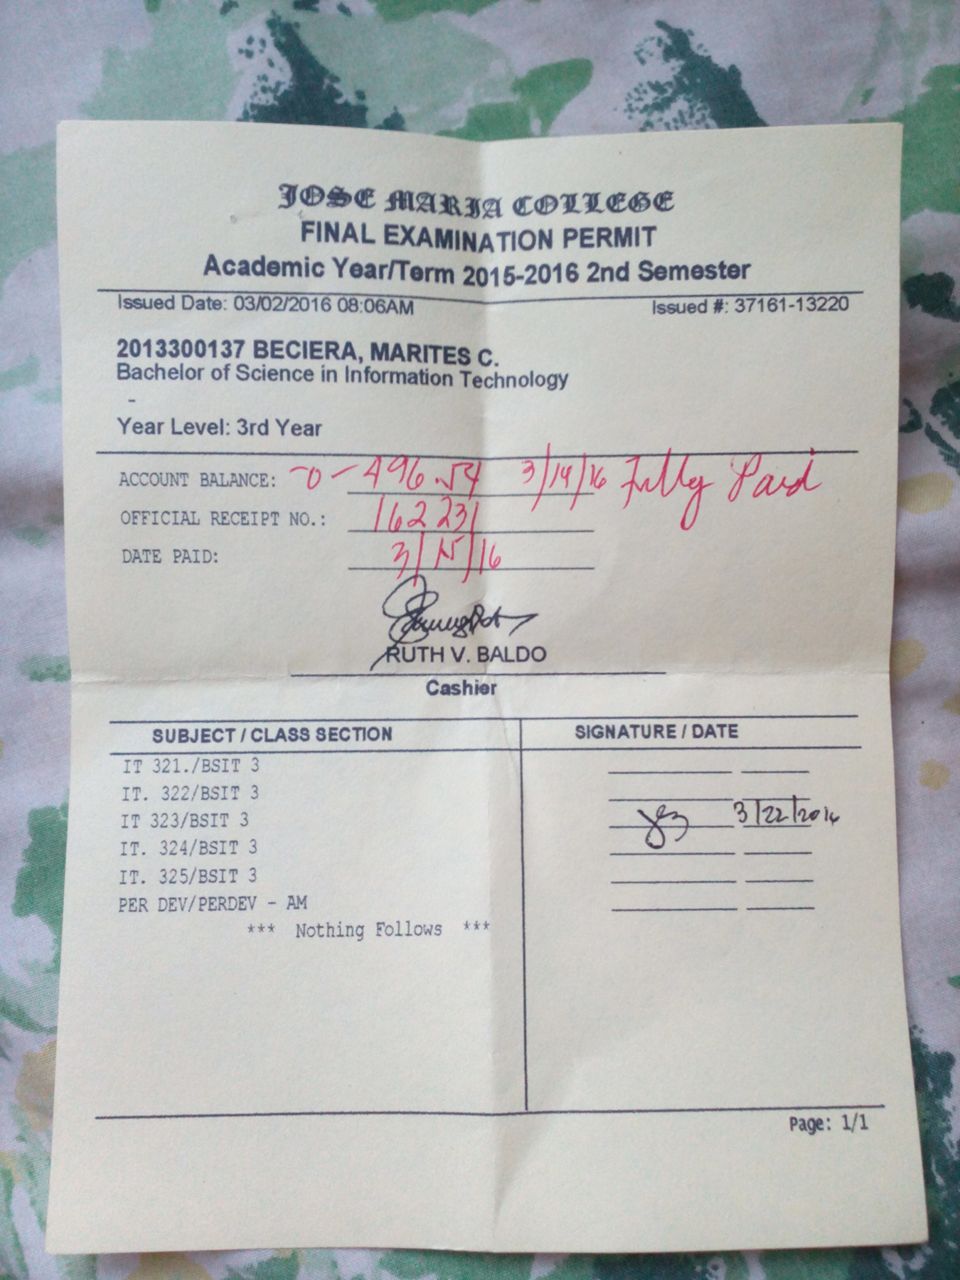 JOSE MARIA COLLEGE
FINAL EXAMINATION PERMIT
Academic Year/Term 2015-2016 2nd Semester
Issued Date: 03/02/2016 08:06AM Issued #: 37161-13220
2013300137 BECIERA, MARITES C.
Bachelor of Science in Information Technology
-
Year Level: 3rd Year
ACCOUNT BALANCE: -0- 496.54 3/14/16 Fully Paid
OFFICIAL RECEIPT NO.: 162231
DATE PAID: 3/15/16
RUTH V. BALDO
Cashier
SUBJECT / CLASS SECTION SIGNATURE / DATE
IT 321./BSIT 3
IT. 322/BSIT 3
IT 323/BSIT 3 3/22/2016
IT. 324/BSIT 3
IT. 325/BSIT 3
PER DEV/PERDEV - AM
*** Nothing Follows ***
Page: 1/1